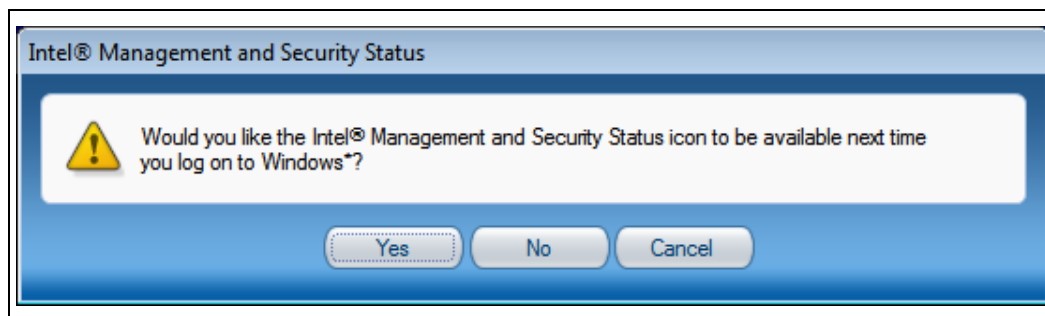 Intel® Management and Security Status
Would you like the Intel® Management and Security Status icon to be available next time
you log on to Windows*?
Yes No Cancel